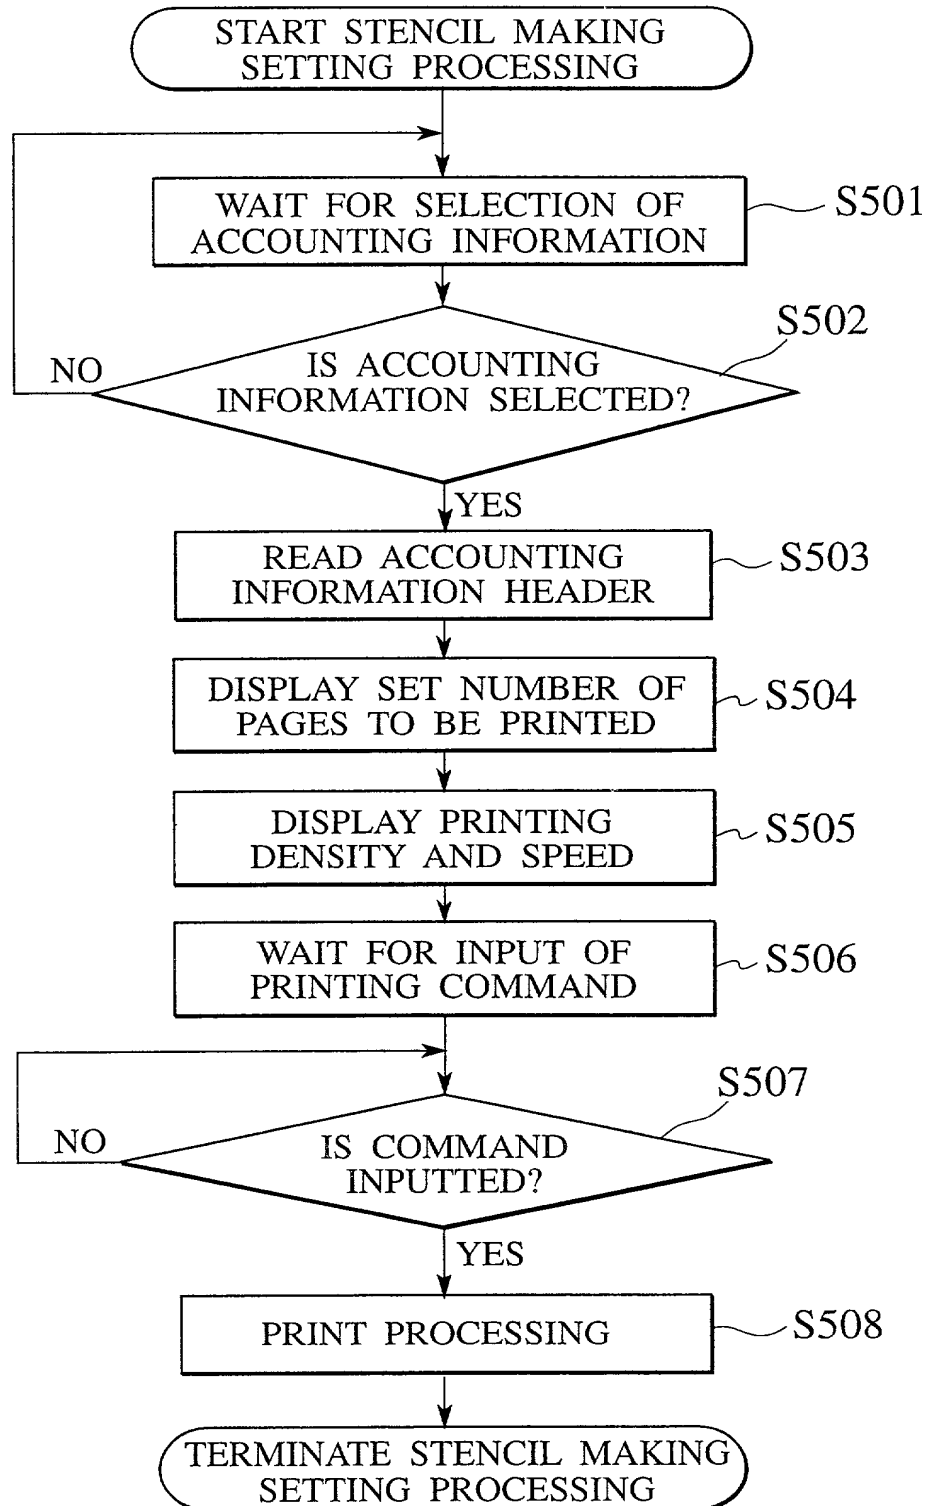 START STENCIL MAKING
SETTING PROCESSING
WAIT FOR SELECTION OF
ACCOUNTING INFORMATION
S501
S502
IS ACCOUNTING
INFORMATION SELECTED?
NO
YES
READ ACCOUNTING
INFORMATION HEADER
S503
DISPLAY SET NUMBER OF
PAGES TO BE PRINTED
S504
DISPLAY PRINTING
DENSITY AND SPEED
S505
WAIT FOR INPUT OF
PRINTING COMMAND
S506
S507
IS COMMAND
INPUTTED?
NO
YES
PRINT PROCESSING
S508
TERMINATE STENCIL MAKING
SETTING PROCESSING